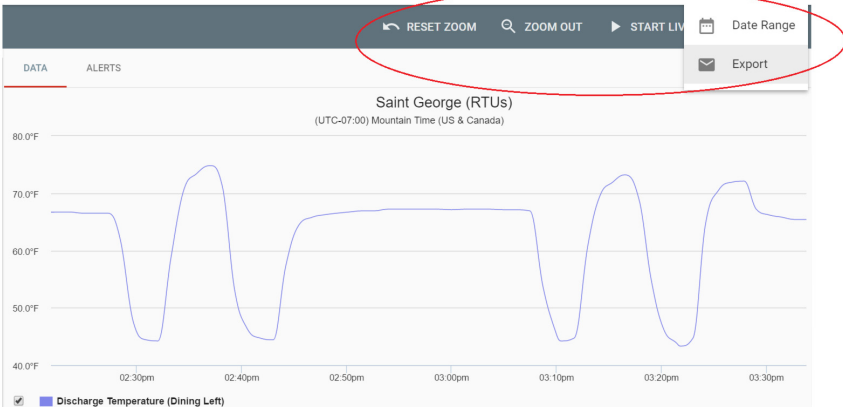 RESET ZOOM ZOOM OUT START LIV
Date Range
Export
DATA ALERTS
Saint George (RTUs)
(UTC-07:00) Mountain Time (US & Canada)
80.0°F
70.0°F
60.0°F
50.0°F
40.0°F
02:30pm 02:40pm 02:50pm 03:00pm 03:10pm 03:20pm 03:30pm
Discharge Temperature (Dining Left)